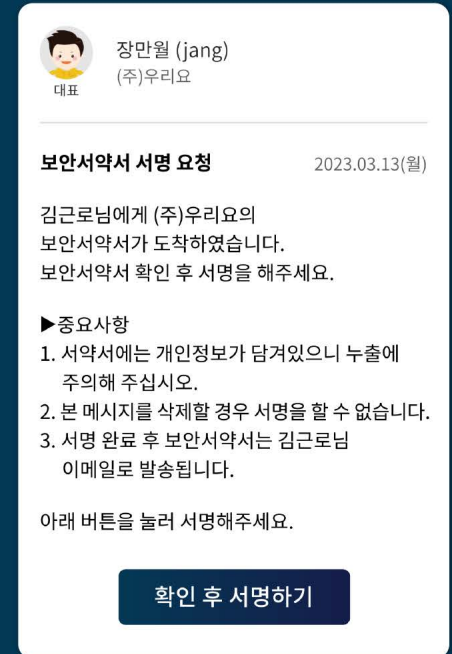 장만월 (jang)
(주)우리요
대표
보안서약서 서명 요청 2023.03.13(월)
김근로님에게 (주)우리요의
보안서약서가 도착하였습니다.
보안서약서 확인 후 서명을 해주세요.
▶중요사항
1. 서약서에는 개인정보가 담겨있으니 누출에
주의해 주십시오.
2. 본 메시지를 삭제할 경우 서명을 할 수 없습니다.
3. 서명 완료 후 보안서약서는 김근로님
이메일로 발송됩니다.
아래 버튼을 눌러 서명해주세요.
확인 후 서명하기